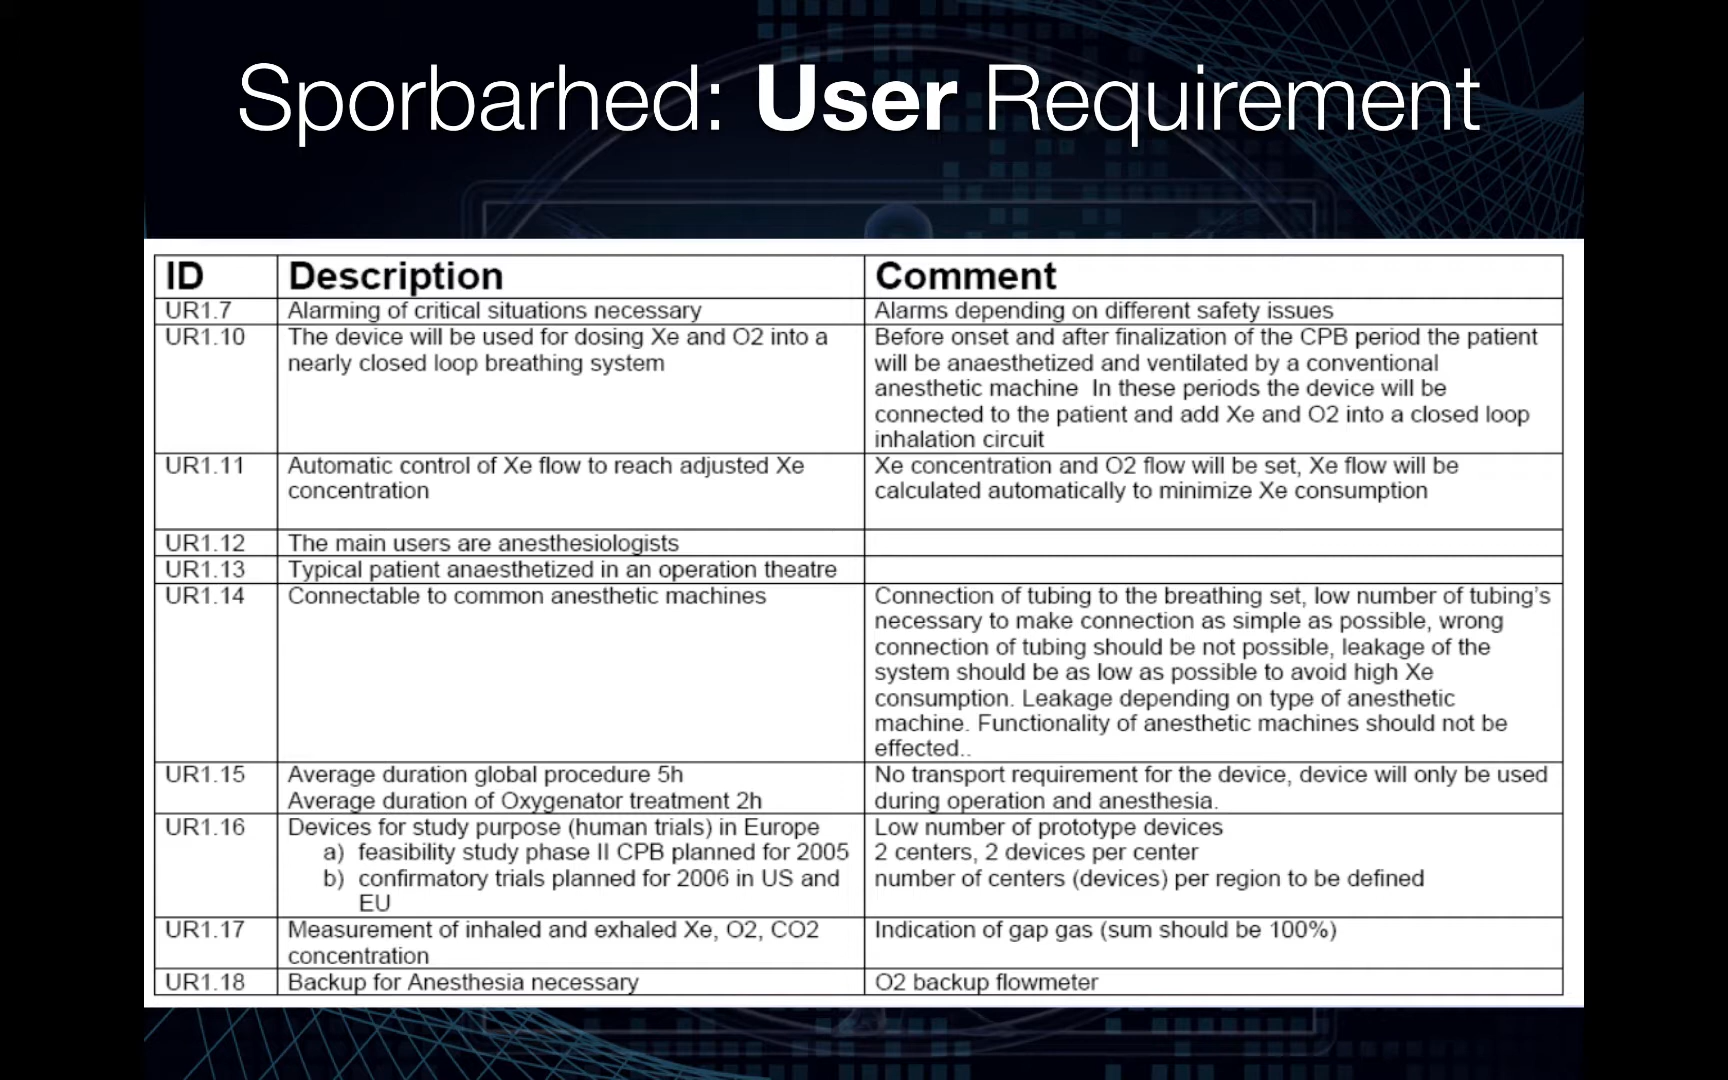 Sporbarhed: User Requirement
ID Description Comment
UR1.7 Alarming of critical situations necessary Alarms depending on different safety issues
UR1.10 The device will be used for dosing Xe and O2 into a Before onset and after finalization of the CPB period the patient
nearly closed loop breathing system will be anaesthetized and ventilated by a conventional
anesthetic machine In these periods the device will be
connected to the patient and add Xe and O2 into a closed loop
inhalation circuit
UR1.11 Automatic control of Xe flow to reach adjusted Xe Xe concentration and O2 flow will be set, Xe flow will be
concentration calculated automatically to minimize Xe consumption
UR1.12 The main users are anesthesiologists
UR1.13 Typical patient anaesthetized in an operation theatre
UR1.14 Connectable to common anesthetic machines Connection of tubing to the breathing set, low number of tubing's
necessary to make connection as simple as possible, wrong
connection of tubing should be not possible, leakage of the
system should be as low as possible to avoid high Xe
consumption. Leakage depending on type of anesthetic
machine. Functionality of anesthetic machines should not be
effected..
UR1.15 Average duration global procedure 5h No transport requirement for the device, device will only be used
Average duration of Oxygenator treatment 2h during operation and anesthesia.
UR1.16 Devices for study purpose (human trials) in Europe Low number of prototype devices
a) feasibility study phase II CPB planned for 2005 2 centers, 2 devices per center
b) confirmatory trials planned for 2006 in US and number of centers (devices) per region to be defined
EU
UR1.17 Measurement of inhaled and exhaled Xe, O2, CO2 Indication of gap gas (sum should be 100%)
concentration
UR1.18 Backup for Anesthesia necessary O2 backup flowmeter